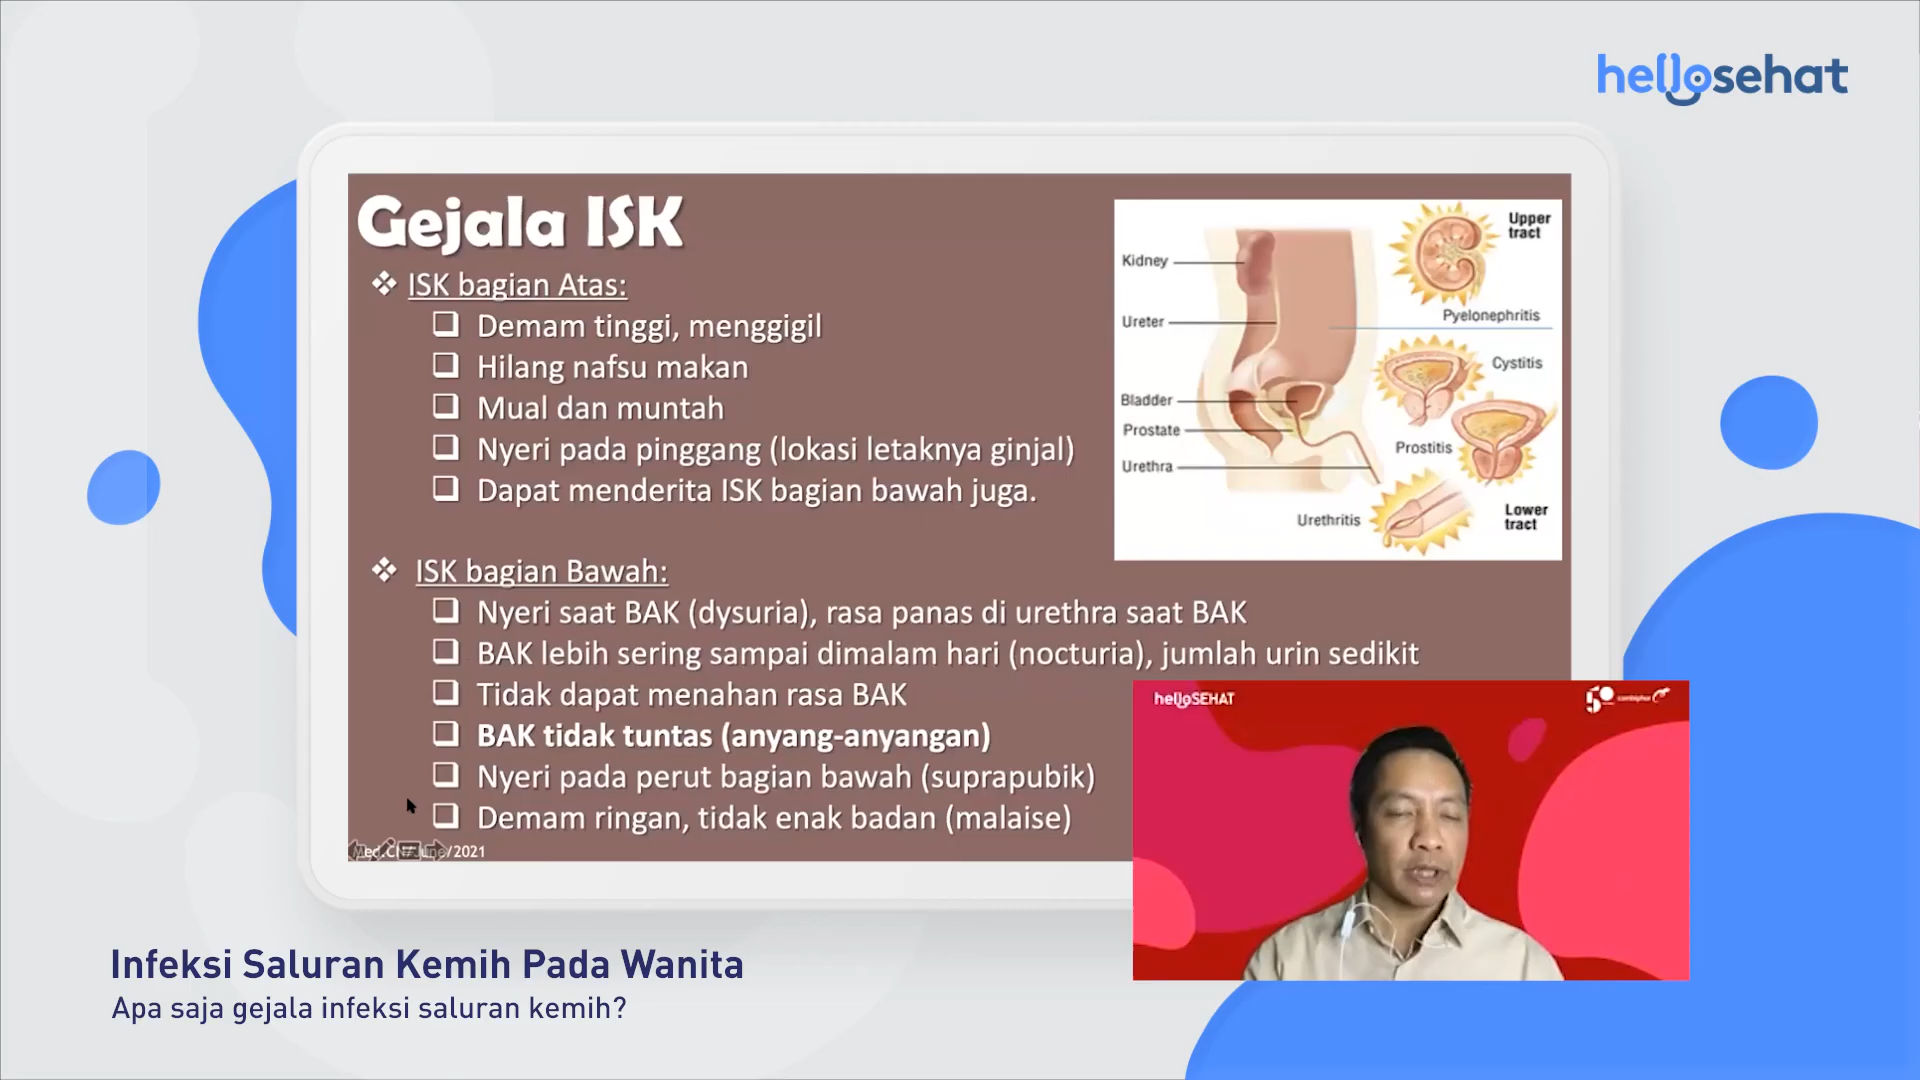 hellosehat
Gejala ISK
ISK bagian Atas:
Demam tinggi, menggigil
Hilang nafsu makan
Mual dan muntah
Nyeri pada pinggang (lokasi letaknya ginjal)
Dapat menderita ISK bagian bawah juga.
Upper
tract
Kidney
Ureter
Pyelonephritis
Cystitis
Bladder
Prostate
Prostitis
Urethra
Urethritis
Lower
tract
ISK bagian Bawah:
Nyeri saat BAK (dysuria), rasa panas di urethra saat BAK
BAK lebih sering sampai dimalam hari (nocturia), jumlah urin sedikit
Tidak dapat menahan rasa BAK
BAK tidak tuntas (anyang-anyangan)
Nyeri pada perut bagian bawah (suprapubik)
Demam ringan, tidak enak badan (malaise)
/2021
helloSEHAT
50
Infeksi Saluran Kemih Pada Wanita
Apa saja gejala infeksi saluran kemih?